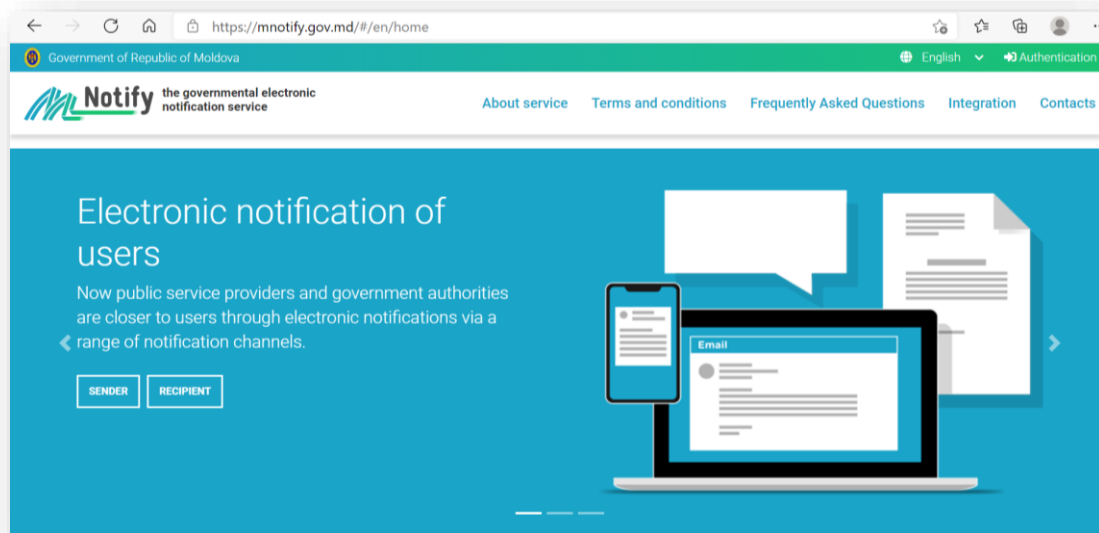 https://mnotify.gov.md/#/en/home
Government of Republic of Moldova
English
Authentication
Notify
the governmental electronic
notification service
About service
Terms and conditions
Frequently Asked Questions
Integration
Contacts
Electronic notification of
users
Now public service providers and government authorities
are closer to users through electronic notifications via a
range of notification channels.
SENDER
RECIPIENT
Email